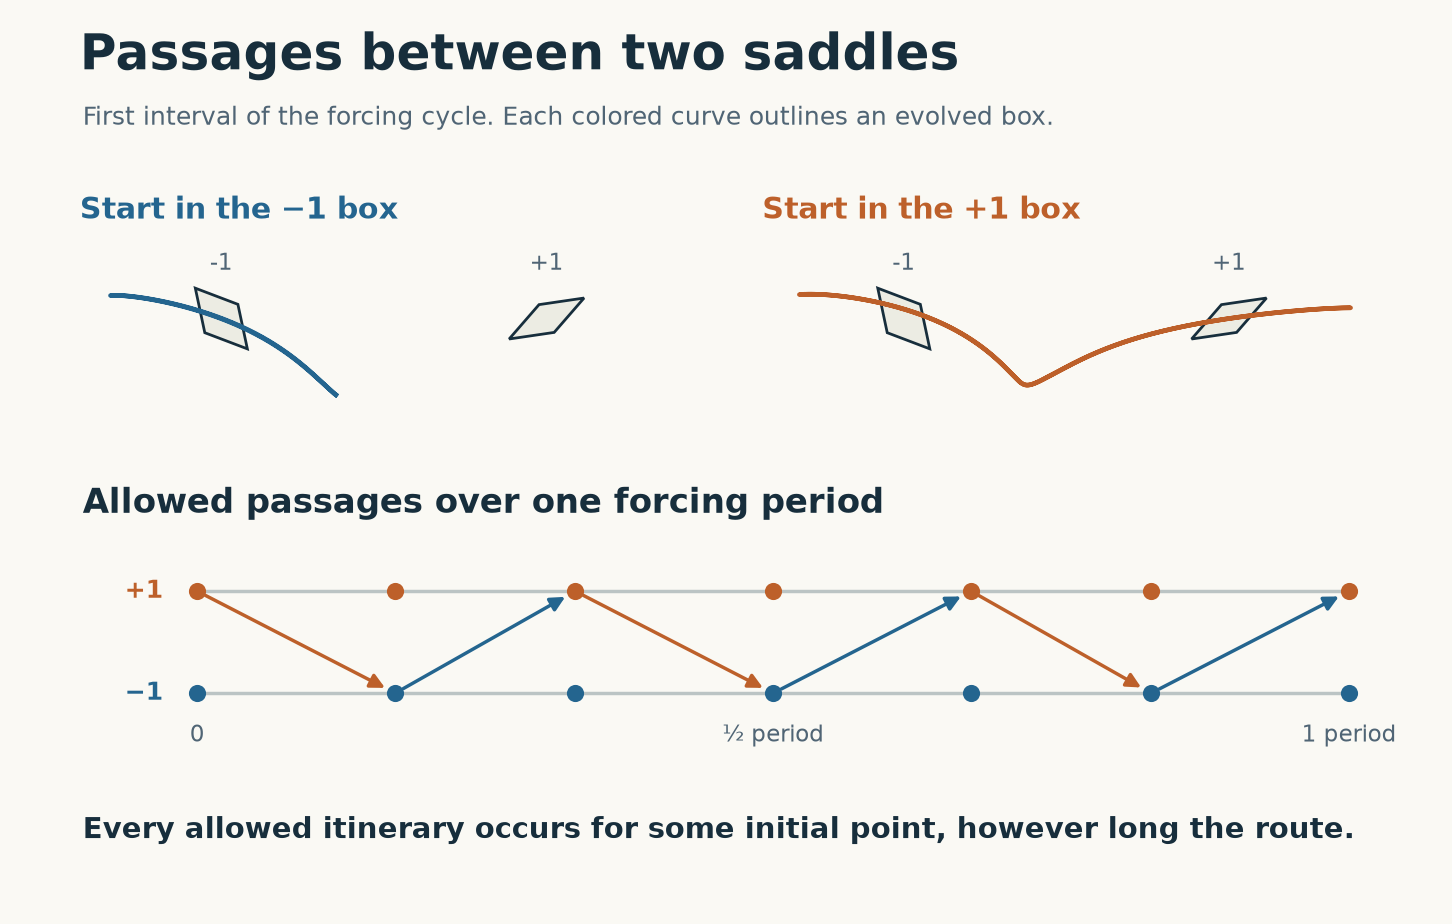 Passages between two saddles
First interval of the forcing cycle. Each colored curve outlines an evolved box.
Start in the −1 box
-1
+1
Start in the +1 box
-1
+1
Allowed passages over one forcing period
+1
−1
0
½ period
1 period
Every allowed itinerary occurs for some initial point, however long the route.